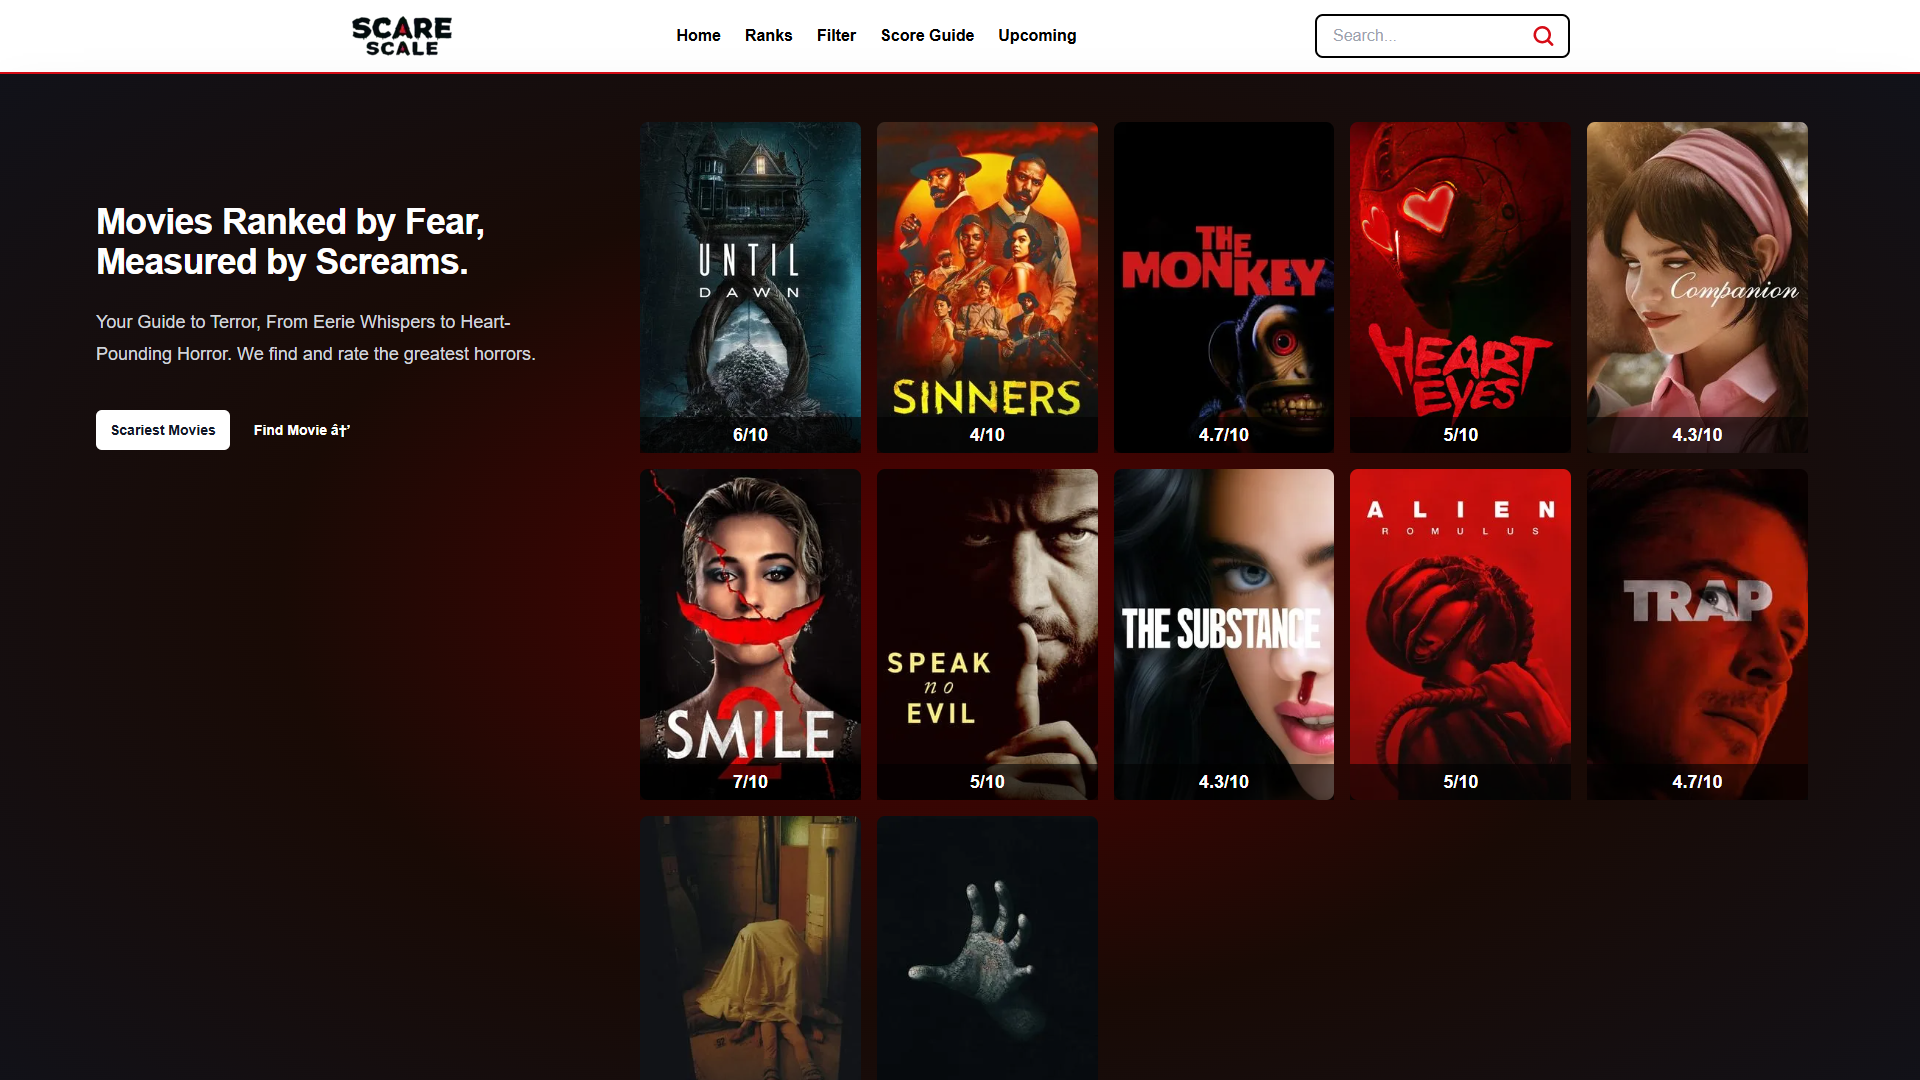 SCARE
SCALE
Home
Ranks
Filter
Score Guide
Upcoming
Search...
Movies Ranked by Fear,
Measured by Screams.
Your Guide to Terror, From Eerie Whispers to Heart-
Pounding Horror. We find and rate the greatest horrors.
Scariest Movies
Find Movie â†’
UNTIL
DAWN
6/10
SINNERS
4/10
THE
MONKEY
4.7/10
HEART
EYES
5/10
Companion
4.3/10
SMILE
2
7/10
SPEAK
no
EVIL
5/10
THE SUBSTANCE
4.3/10
ALIEN
ROMULUS
5/10
TRAP
4.7/10